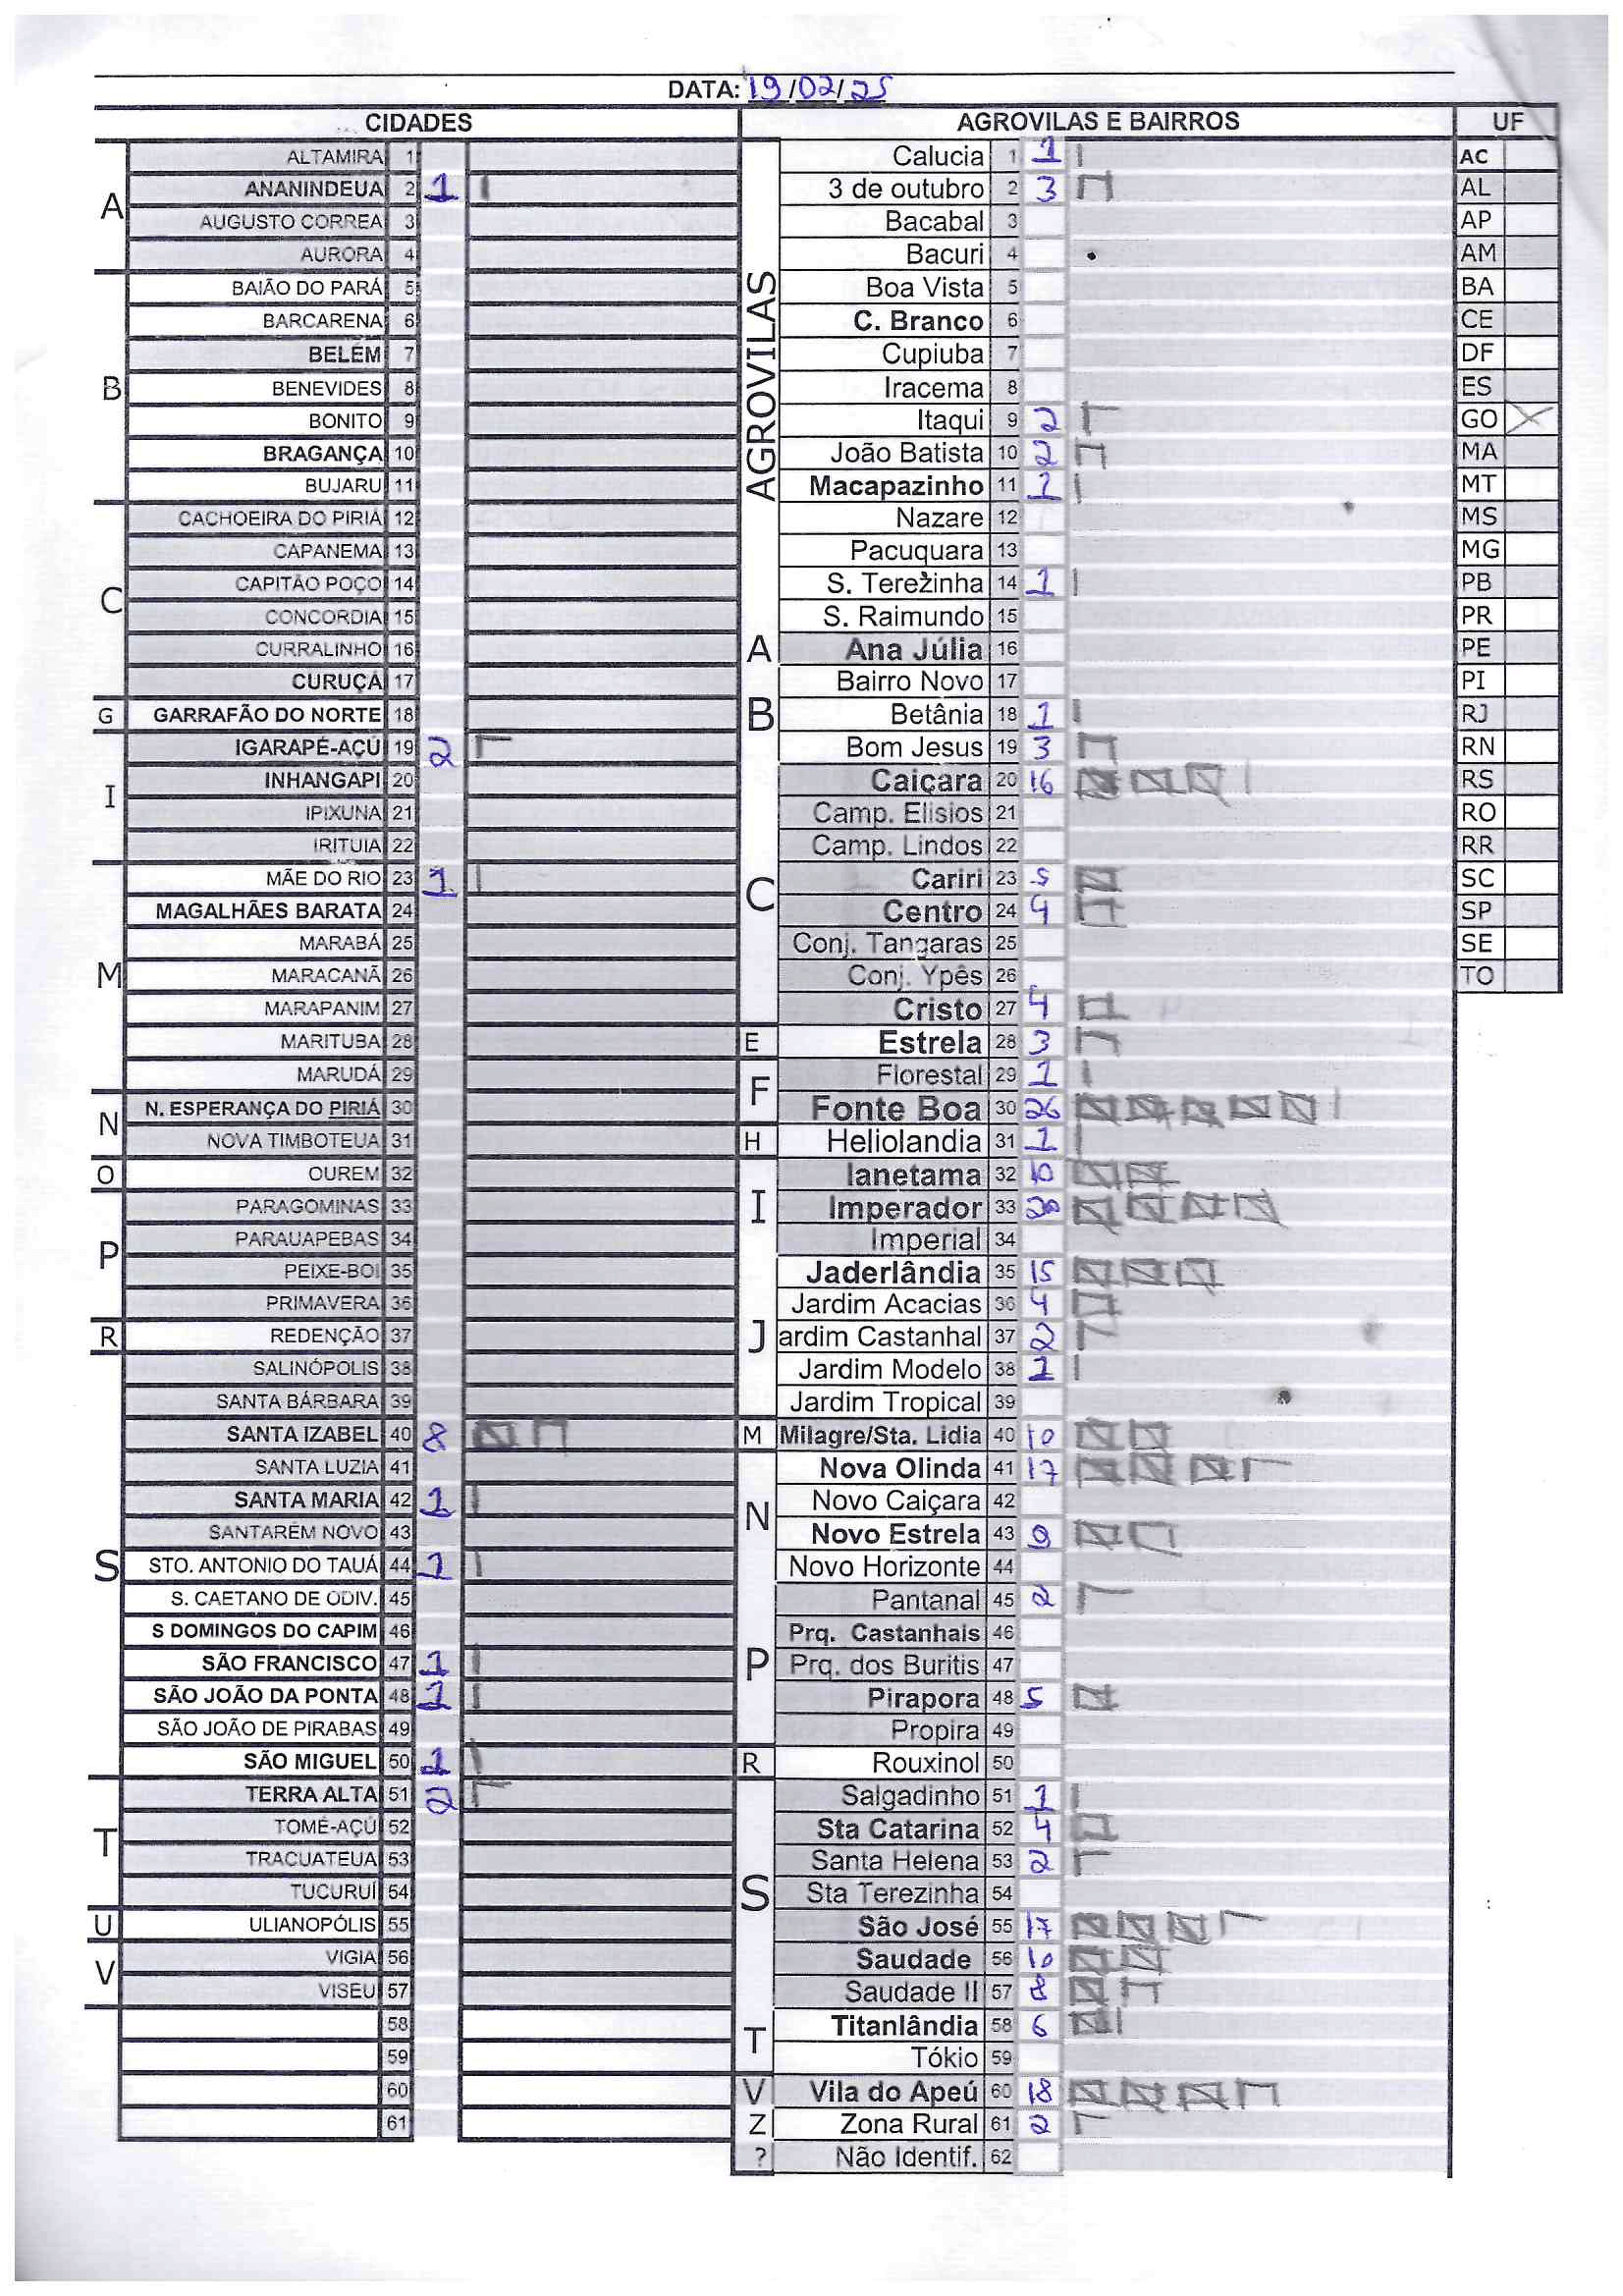 DATA: 19/02/25
CIDADES AGROVILAS E BAIRROS UF
A
ALTAMIRA 1
ANANINDEUA 2 1
AUGUSTO CORREA 3
AURORA 4
B
BAIÃO DO PARÁ 5
BARCARENA 6
BELÉM 7
BENEVIDES 8
BONITO 9
BRAGANÇA 10
BUJARU 11
C
CACHOEIRA DO PIRIÁ 12
CAPANEMA 13
CAPITÃO POÇO 14
CONCORDIA 15
CURRALINHO 16
CURUÇÁ 17
G
GARRAFÃO DO NORTE 18
I
IGARAPÉ-AÇÚ 19 2
INHANGAPI 20
IPIXUNA 21
IRITUIA 22
M
MÃE DO RIO 23 1
MAGALHÃES BARATA 24
MARABÁ 25
MARACANÃ 26
MARAPANIM 27
MARITUBA 28
MARUDÁ 29
N
N. ESPERANÇA DO PIRIÁ 30
NOVA TIMBOTEUA 31
O
OUREM 32
P
PARAGOMINAS 33
PARAUAPEBAS 34
PEIXE-BOI 35
PRIMAVERA 36
R
REDENÇÃO 37
S
SALINÓPOLIS 38
SANTA BÁRBARA 39
SANTA IZABEL 40 8
SANTA LUZIA 41
SANTA MARIA 42 1
SANTARÉM NOVO 43
STO. ANTONIO DO TAUÁ 44 1
S. CAETANO DE ODIV. 45
S DOMINGOS DO CAPIM 46
SÃO FRANCISCO 47 1
SÃO JOÃO DA PONTA 48 1
SÃO JOÃO DE PIRABAS 49
SÃO MIGUEL 50 1
T
TERRA ALTA 51 2
TOMÉ-AÇÚ 52
TRACUATEUA 53
TUCURUÍ 54
U
ULIANOPÓLIS 55
V
VIGIA 56
VISEU 57
58
59
60
61
AGROVILAS
Calucia 1 1
3 de outubro 2 3
Bacabal 3
Bacuri 4
Boa Vista 5
C. Branco 6
Cupiuba 7
Iracema 8
Itaqui 9 2
João Batista 10 2
Macapazinho 11 1
Nazare 12
Pacuquara 13
S. Terezinha 14 1
S. Raimundo 15
A
Ana Júlia 16
B
Bairro Novo 17
Betânia 18 1
Bom Jesus 19 3
C
Caiçara 20 16
Camp. Elisios 21
Camp. Lindos 22
Cariri 23 5
Centro 24 4
Conj. Tangaras 25
Conj. Ypês 26
Cristo 27 4
E
Estrela 28 3
F
Florestal 29 1
Fonte Boa 30 26
H
Heliolandia 31 1
I
Ianetama 32 10
Imperador 33 20
Imperial 34
J
Jaderlândia 35 15
Jardim Acacias 36 4
ardim Castanhal 37 2
Jardim Modelo 38 1
Jardim Tropical 39
M
Milagre/Sta. Lidia 40 10
N
Nova Olinda 41 17
Novo Caiçara 42
Novo Estrela 43 9
Novo Horizonte 44
P
Pantanal 45 2
Prq. Castanhais 46
Prq. dos Buritis 47
Pirapora 48 5
Propira 49
R
Rouxinol 50
S
Salgadinho 51 1
Sta Catarina 52 4
Santa Helena 53 2
Sta Terezinha 54
São José 55 17
Saudade 56 10
Saudade II 57 8
T
Titanlândia 58 6
Tókio 59
V
Vila do Apeú 60 18
Z
Zona Rural 61 2
?
Não Identif. 62
AC
AL
AP
AM
BA
CE
DF
ES
GO X
MA
MT
MS
MG
PB
PR
PE
PI
RJ
RN
RS
RO
RR
SC
SP
SE
TO